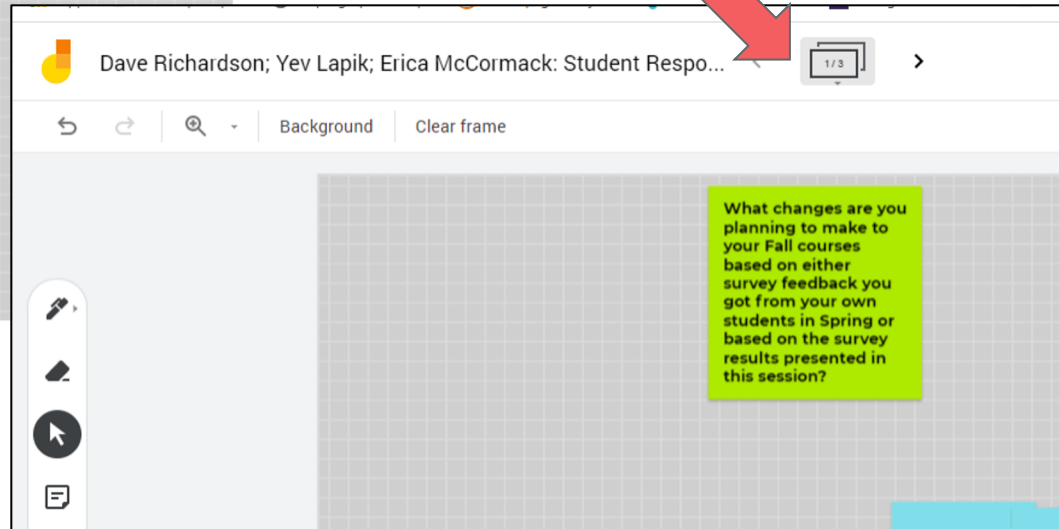 Dave Richardson; Yev Lapik; Erica McCormack: Student Respo...
1/3
Background
Clear frame
What changes are you
planning to make to
your Fall courses
based on either
survey feedback you
got from your own
students in Spring or
based on the survey
results presented in
this session?